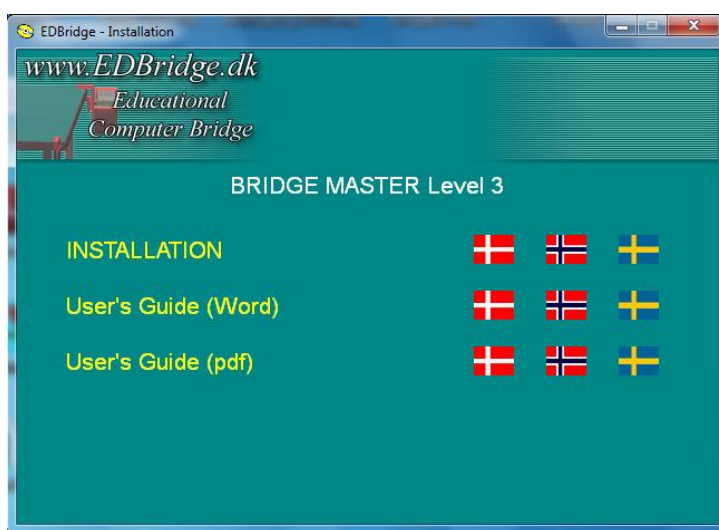 EDBridge - Installation
www.EDBridge.dk
Educational
Computer Bridge
BRIDGE MASTER Level 3
INSTALLATION
User's Guide (Word)
User's Guide (pdf)